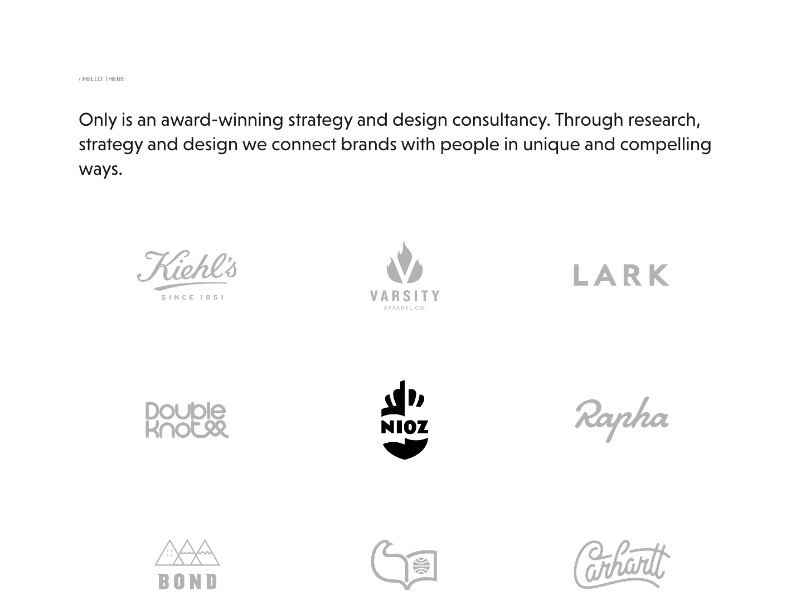 / HELLO THERE
Only is an award-winning strategy and design consultancy. Through research,
strategy and design we connect brands with people in unique and compelling
ways.
Kiehl's
SINCE 1851
VARSITY
APPAREL CO.
LARK
Double
Knot
NIOZ
Rapha
BOND
Carhartt